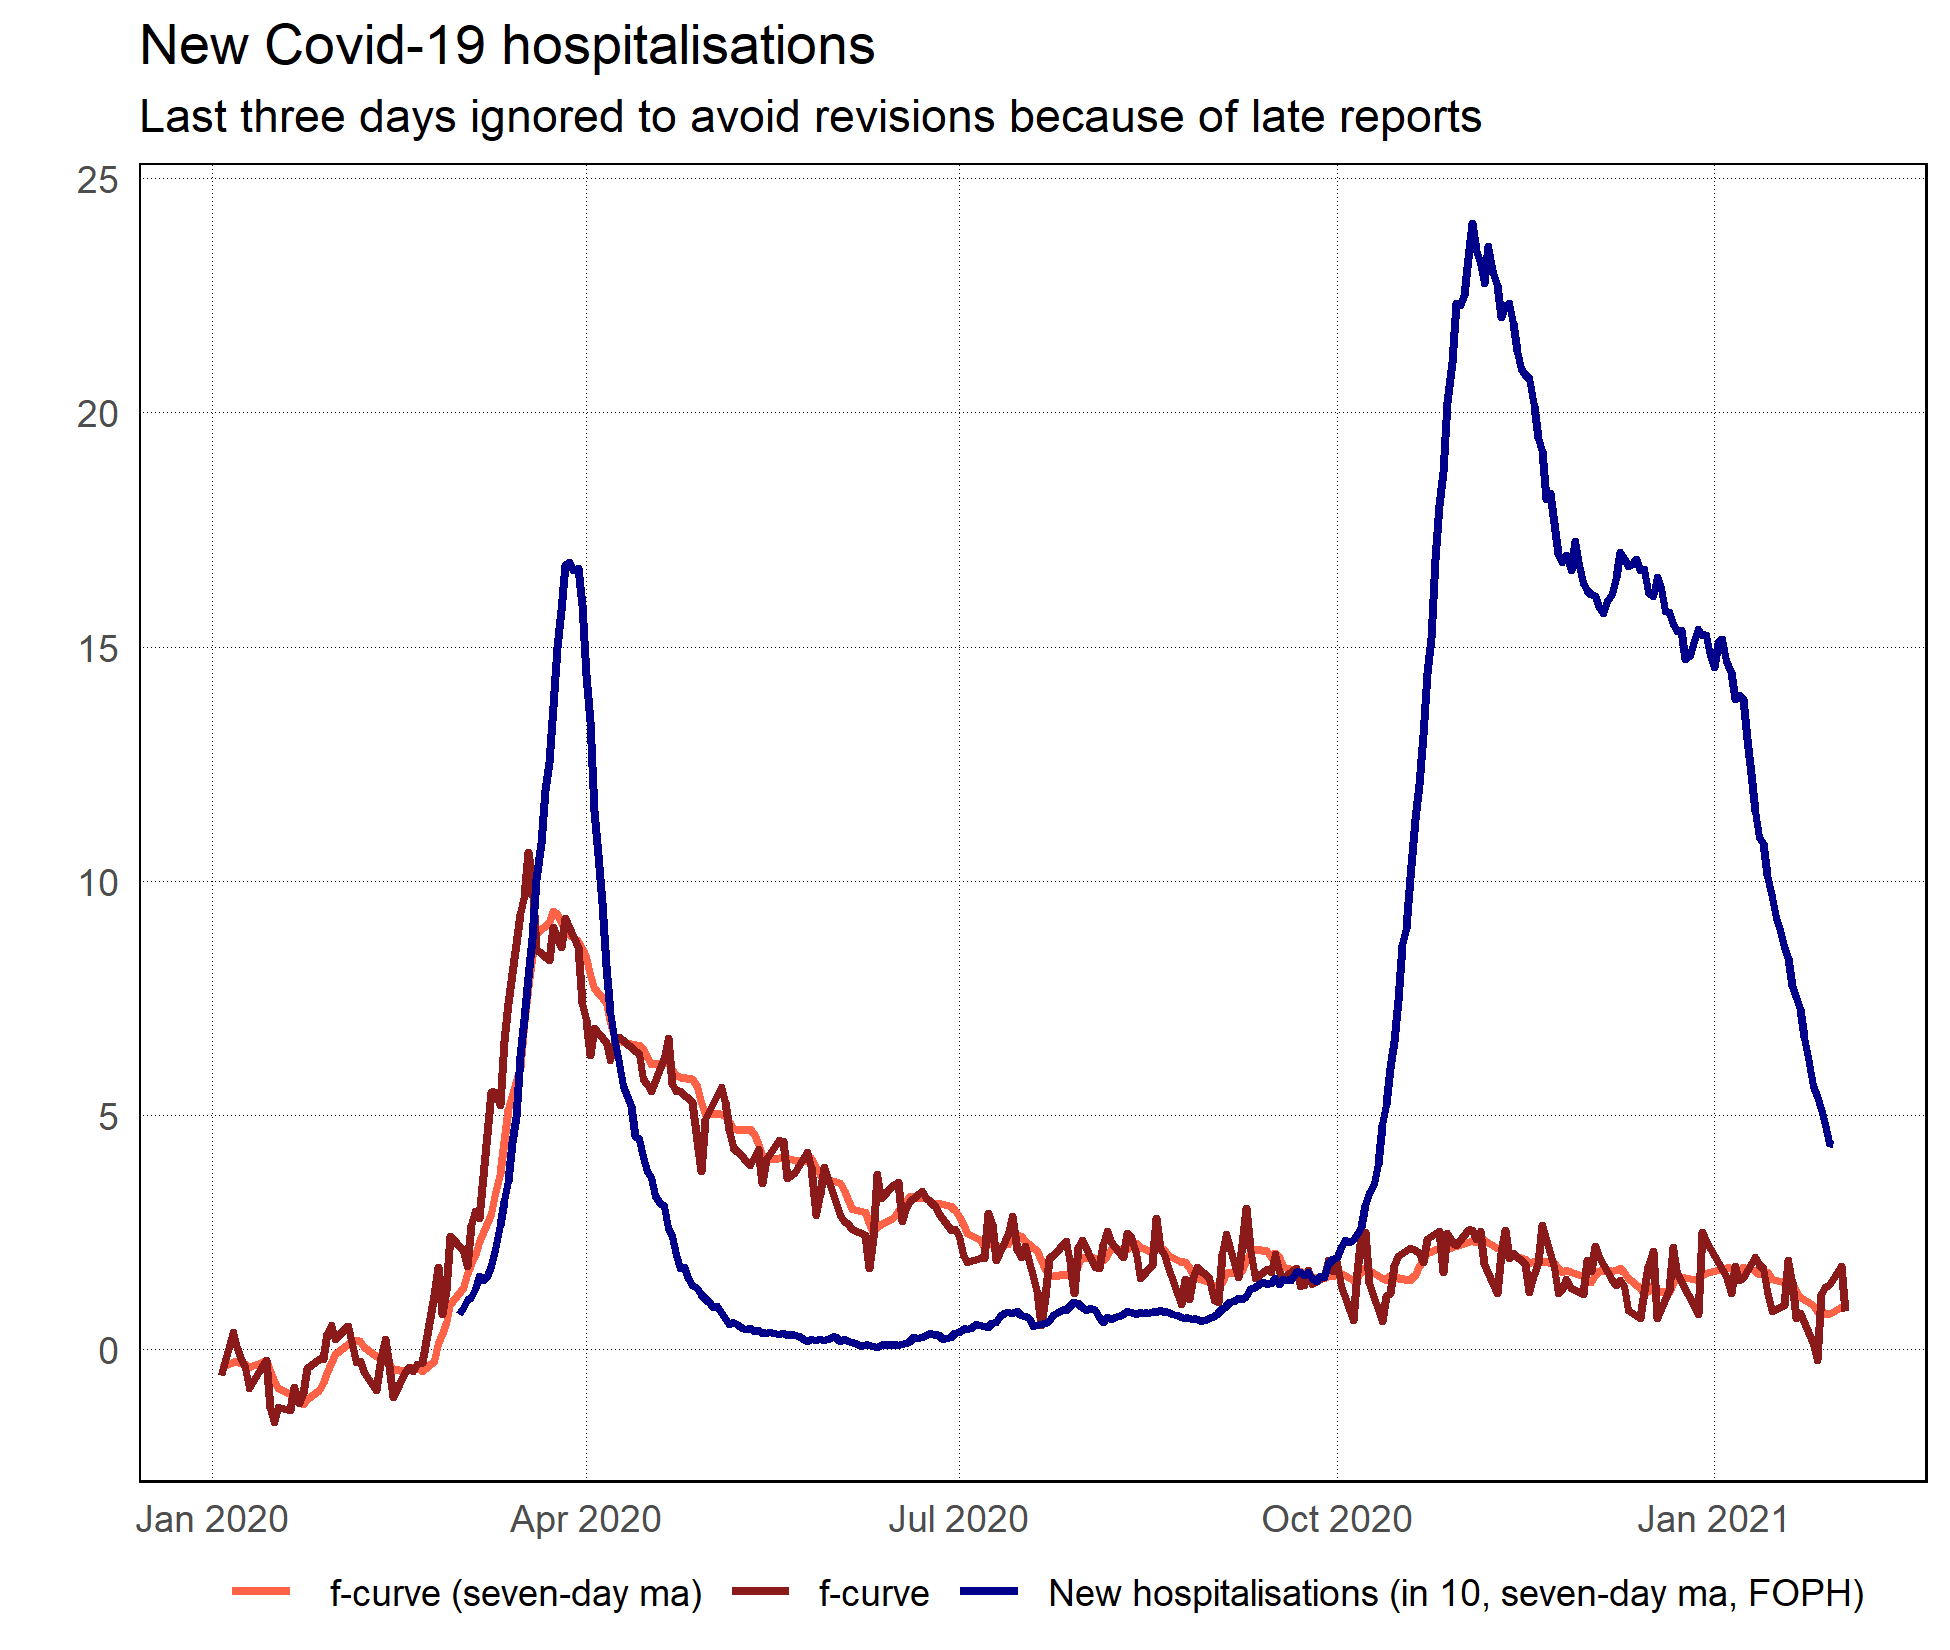 New Covid-19 hospitalisations
Last three days ignored to avoid revisions because of late reports
25
20
15
10
5
0
Jan 2020 Apr 2020 Jul 2020 Oct 2020 Jan 2021
f-curve (seven-day ma) f-curve New hospitalisations (in 10, seven-day ma, FOPH)